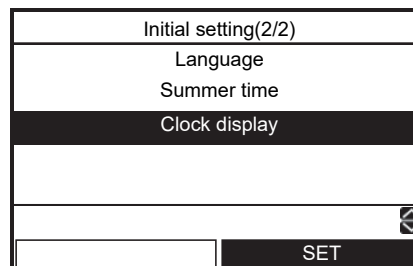 Initial setting(2/2)
Language
Summer time
Clock display
SET